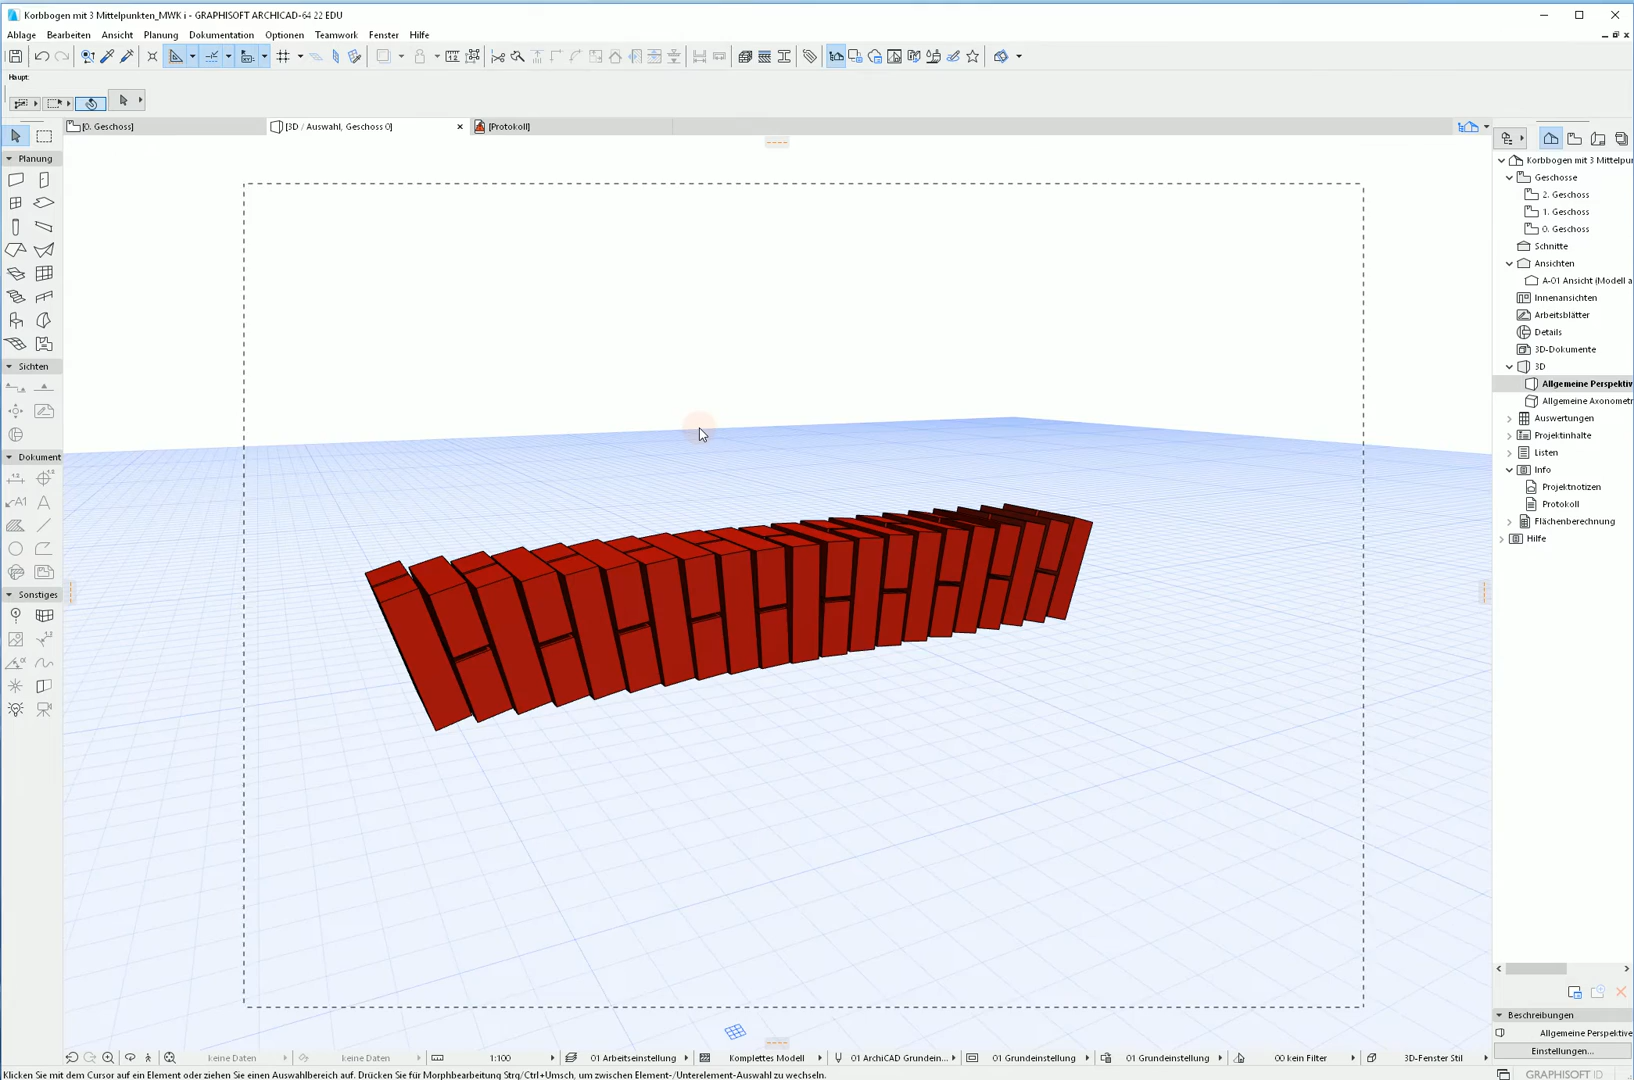 Korbbogen mit 3 Mittelpunkten_MWK i - GRAPHISOFT ARCHICAD-64 22 EDU
Ablage Bearbeiten Ansicht Planung Dokumentation Optionen Teamwork Fenster Hilfe
Haupt:
[0. Geschoss] [3D / Auswahl, Geschoss 0] [Protokoll]
Planung
Sichten
Dokument
A1 A
Sonstiges
Korbbogen mit 3 Mittelpun
Geschosse
2. Geschoss
1. Geschoss
0. Geschoss
Schnitte
Ansichten
A-01 Ansicht (Modell a
Innenansichten
Arbeitsblätter
Details
3D-Dokumente
3D
Allgemeine Perspektiv
Allgemeine Axonometr
Auswertungen
Projektinhalte
Listen
Info
Projektnotizen
Protokoll
Flächenberechnung
Hilfe
Beschreibungen
Allgemeine Perspektive
Einstellungen...
keine Daten keine Daten 1:100 01 Arbeitseinstellung Komplettes Modell 01 ArchiCAD Grundein... 01 Grundeinstellung 01 Grundeinstellung 00 kein Filter 3D-Fenster Stil
Klicken Sie mit dem Cursor auf ein Element oder ziehen Sie einen Auswahlbereich auf. Drücken Sie für Morphbearbeitung Strg/Ctrl+Umsch, um zwischen Element-/Unterelement-Auswahl zu wechseln.
GRAPHISOFT ID